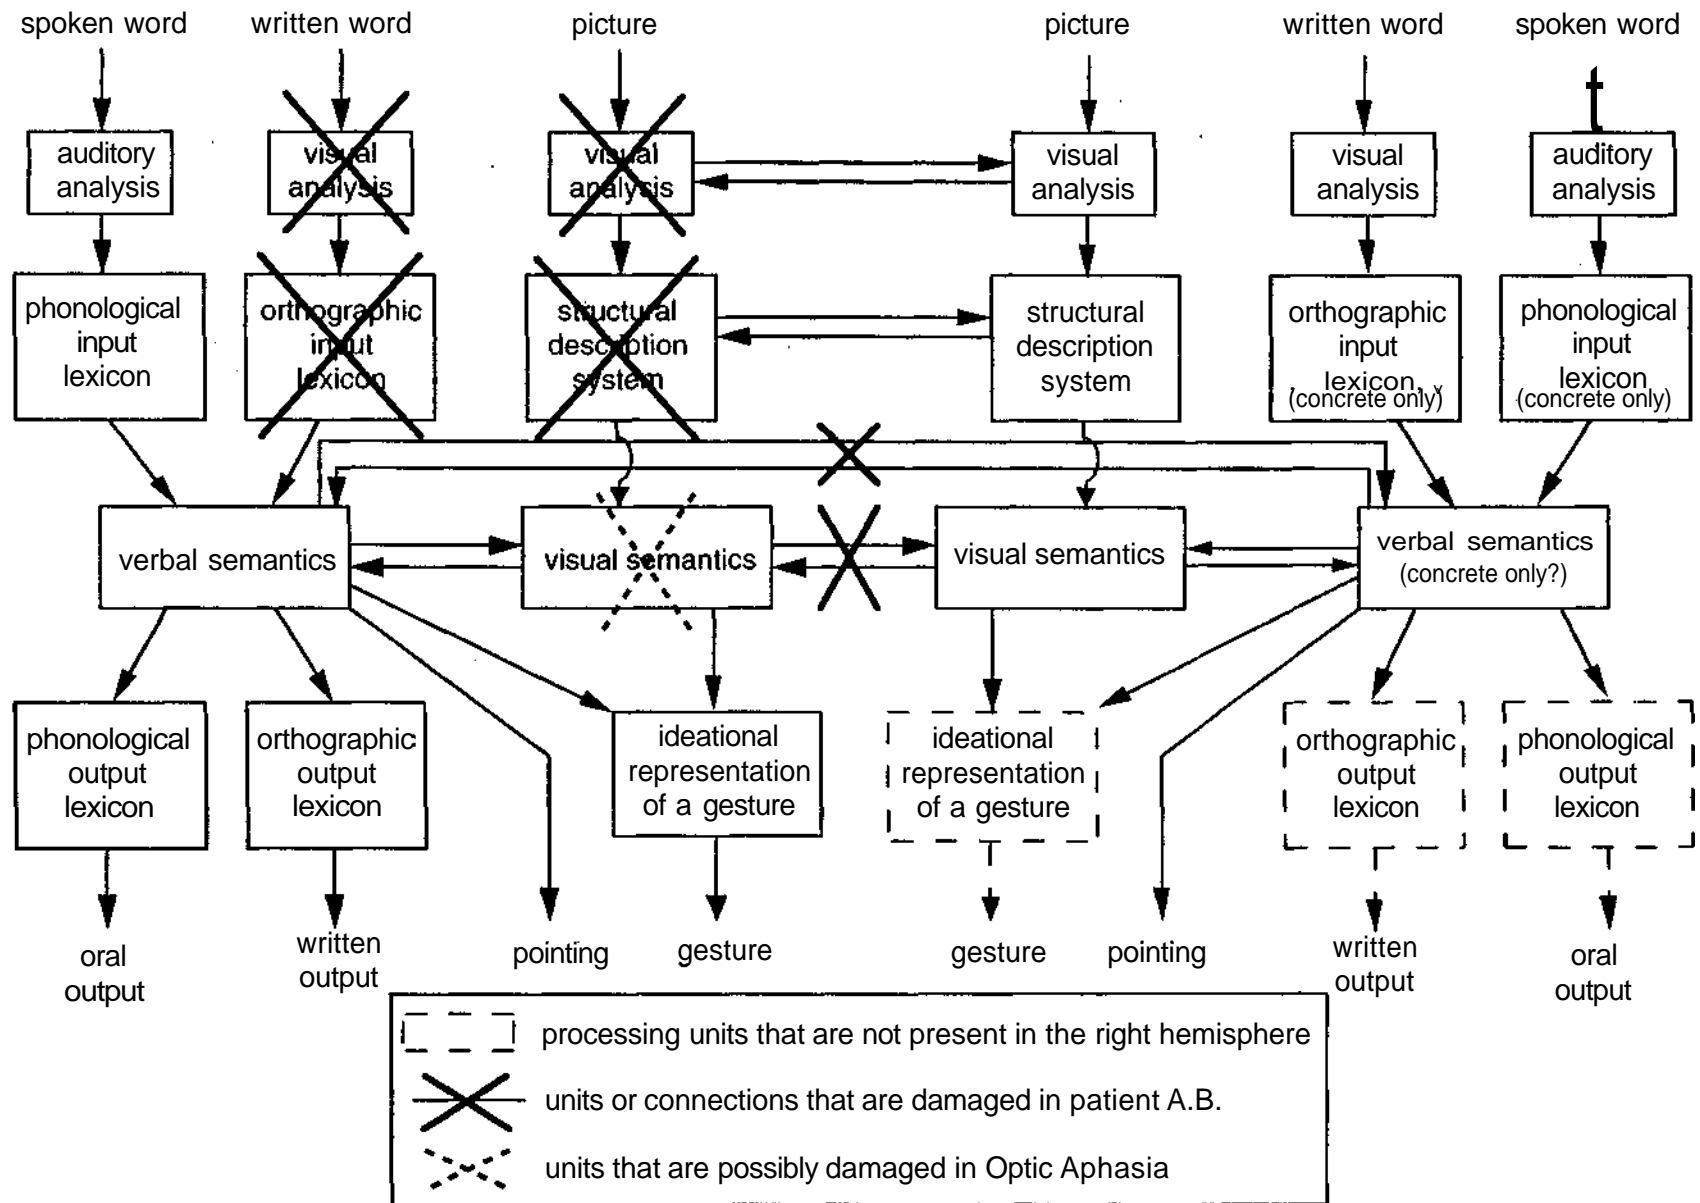 spoken word
written word
picture
picture
written word
spoken word
auditory
analysis
visual
analysis
visual
analysis
visual
analysis
visual
analysis
auditory
analysis
phonological
input
lexicon
orthographic
input
lexicon
structural
description
system
structural
description
system
orthographic
input
lexicon
(concrete only)
phonological
input
lexicon
(concrete only)
verbal semantics
visual semantics
visual semantics
verbal semantics
(concrete only?)
phonological
output
lexicon
orthographic
output
lexicon
ideational
representation
of a gesture
ideational
representation
of a gesture
orthographic
output
lexicon
phonological
output
lexicon
oral
output
written
output
pointing
gesture
gesture
pointing
written
output
oral
output
processing units that are not present in the right hemisphere
units or connections that are damaged in patient A.B.
units that are possibly damaged in Optic Aphasia